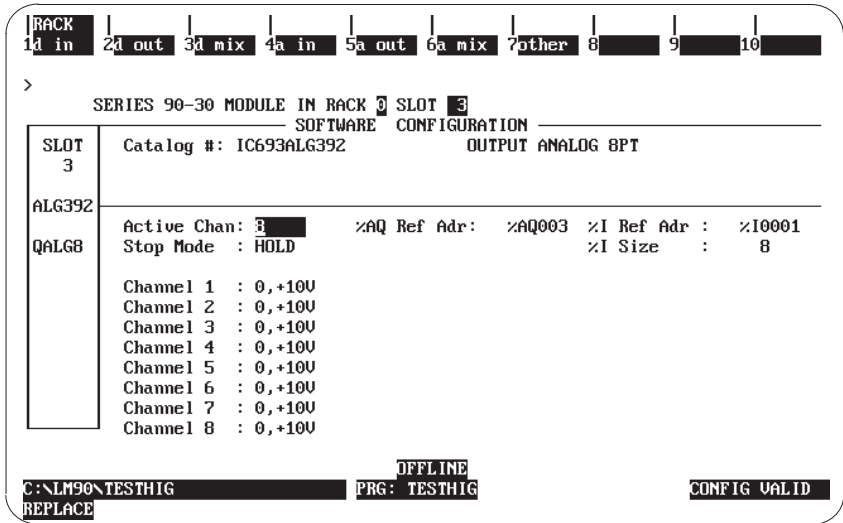 RACK
1d in 2d out 3d mix 4a in 5a out 6a mix 7other 8 9 10
>
SERIES 90-30 MODULE IN RACK 0 SLOT 3
SOFTWARE CONFIGURATION
SLOT Catalog #: IC693ALG392 OUTPUT ANALOG 8PT
3
ALG392
Active Chan: 8 %AQ Ref Adr: %AQ003 %I Ref Adr : %I0001
QALG8 Stop Mode : HOLD %I Size : 8
Channel 1 : 0,+10V
Channel 2 : 0,+10V
Channel 3 : 0,+10V
Channel 4 : 0,+10V
Channel 5 : 0,+10V
Channel 6 : 0,+10V
Channel 7 : 0,+10V
Channel 8 : 0,+10V
OFFLINE
C:\LM90\TESTHIG PRG: TESTHIG CONFIG VALID
REPLACE